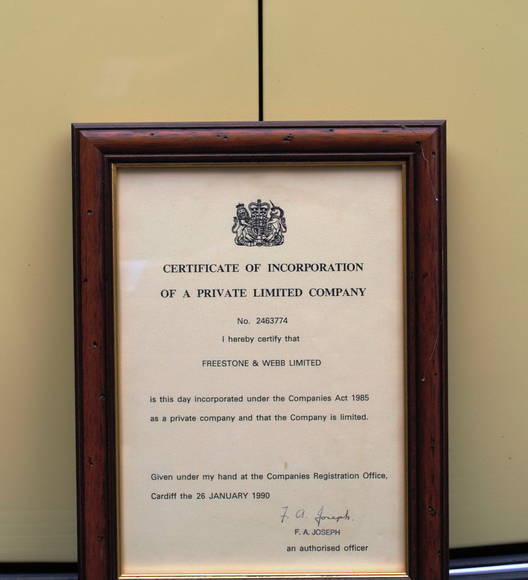 CERTIFICATE OF INCORPORATION
OF A PRIVATE LIMITED COMPANY
No. 2463774
I hereby certify that
FREESTONE & WEBB LIMITED
is this day incorporated under the Companies Act 1985
as a private company and that the Company is limited.
Given under my hand at the Companies Registration Office,
Cardiff the 26 JANUARY 1990
F. A. Joseph.
F. A. JOSEPH
an authorised officer